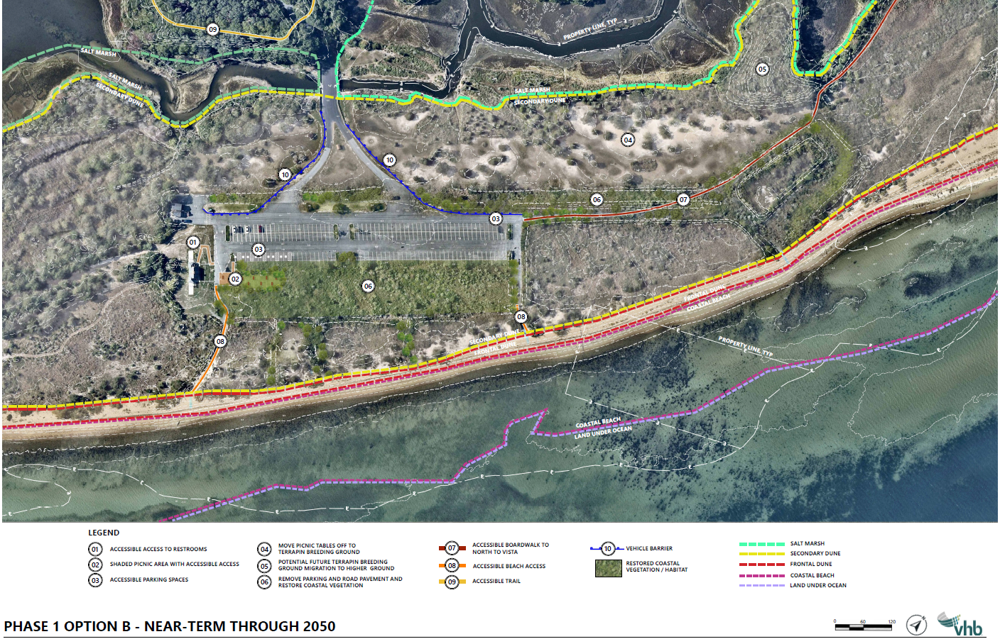 09
SALT MARSH
PROPERTY LINE, TYP
05
SALT MARSH
SECONDARY DUNE
SALT MARSH
SECONDARY DUNE
04
10
10
06
07
03
01
03
02
06
08
08
SECONDARY DUNE
FRONTAL DUNE
FRONTAL DUNE
COASTAL BEACH
PROPERTY LINE, TYP
COASTAL BEACH
LAND UNDER OCEAN
LEGEND
01 ACCESSIBLE ACCESS TO RESTROOMS
02 SHADED PICNIC AREA WITH ACCESSIBLE ACCESS
03 ACCESSIBLE PARKING SPACES
04 MOVE PICNIC TABLES OFF TO
TERRAPIN BREEDING GROUND
05 POTENTIAL FUTURE TERRAPIN BREEDING
GROUND MIGRATION TO HIGHER GROUND
06 REMOVE PARKING AND ROAD PAVEMENT AND
RESTORE COASTAL VEGETATION
07 ACCESSIBLE BOARDWALK TO
NORTH TO VISTA
08 ACCESSIBLE BEACH ACCESS
09 ACCESSIBLE TRAIL
10 VEHICLE BARRIER
RESTORED COASTAL
VEGETATION / HABITAT
SALT MARSH
SECONDARY DUNE
FRONTAL DUNE
COASTAL BEACH
LAND UNDER OCEAN
PHASE 1 OPTION B - NEAR-TERM THROUGH 2050
0 60 120
N
vhb